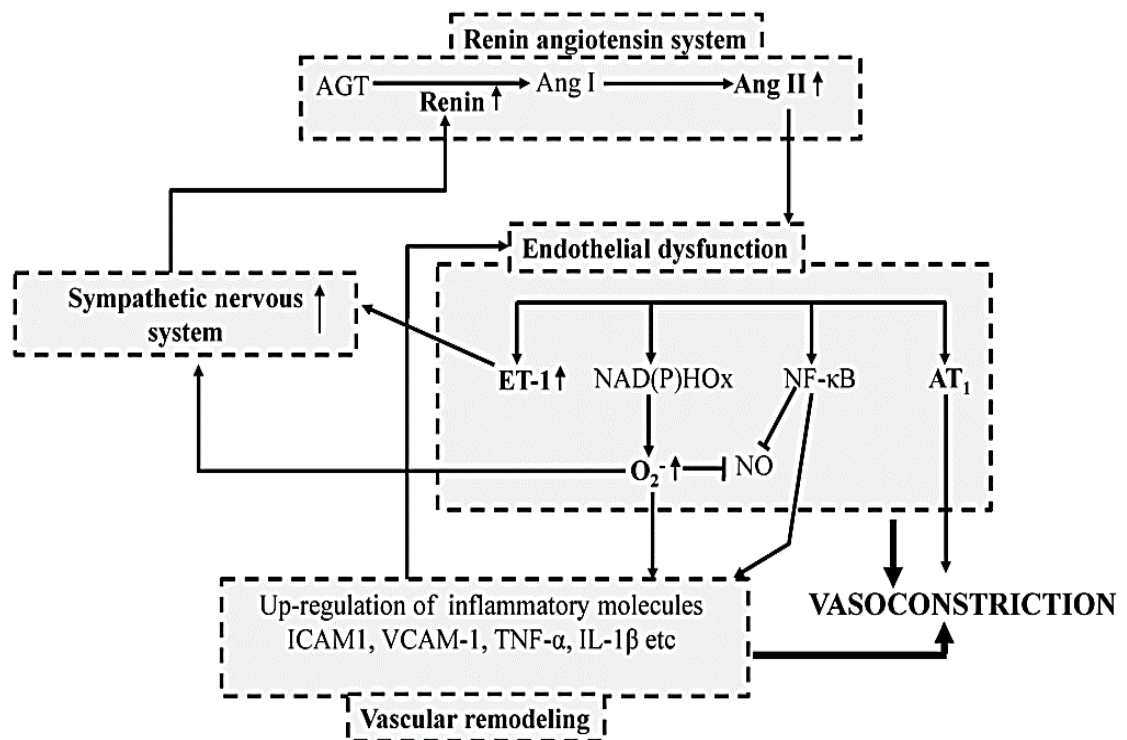 Renin angiotensin system
AGT
Renin
Ang I
Ang II
Endothelial dysfunction
Sympathetic nervous
system
ET-1
NAD(P)HOx
NF-κB
AT₁
O₂⁻
NO
Up-regulation of inflammatory molecules
ICAM1, VCAM-1, TNF-α, IL-1β etc
VASOCONSTRICTION
Vascular remodeling